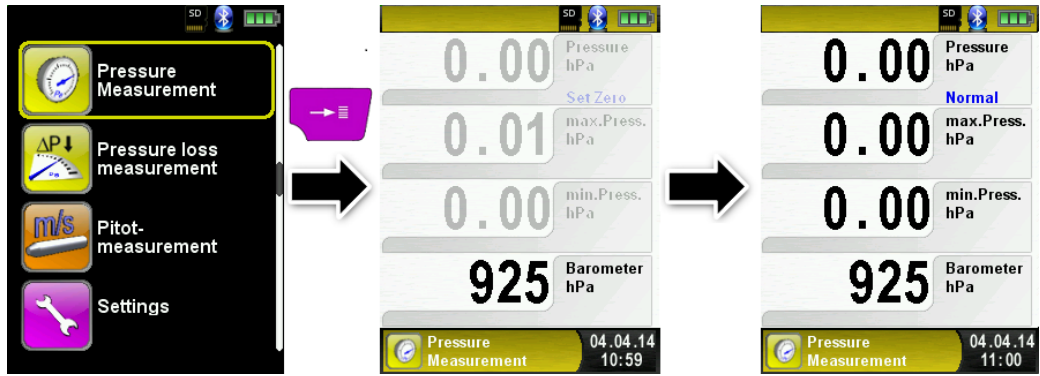 SD
Pressure
Measurement
ΔP
Pressure loss
measurement
m/s
Pitot-
measurement
Settings
SD
0.00 Pressure
hPa
Set Zero
0.01 max.Press.
hPa
0.00 min.Press.
hPa
925 Barometer
hPa
Pressure
Measurement
04.04.14
10:59
SD
0.00 Pressure
hPa
Normal
0.00 max.Press.
hPa
0.00 min.Press.
hPa
925 Barometer
hPa
Pressure
Measurement
04.04.14
11:00